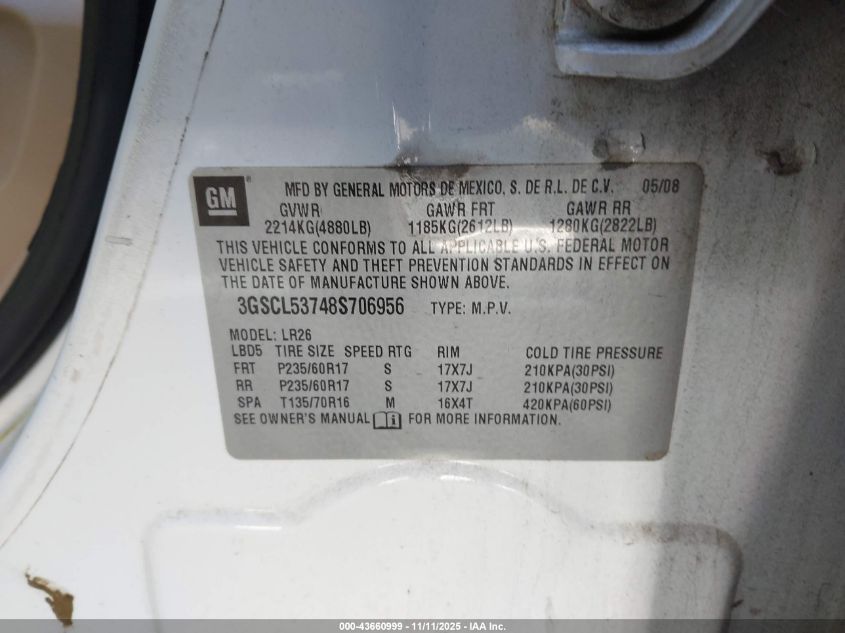 GM ® MFD BY GENERAL MOTORS DE MEXICO, S. DE R.L. DE C.V. 05/08
GVWR GAWR FRT GAWR RR
2214KG(4880LB) 1185KG(2612LB) 1280KG(2822LB)
THIS VEHICLE CONFORMS TO ALL APPLICABLE U.S. FEDERAL MOTOR
VEHICLE SAFETY AND THEFT PREVENTION STANDARDS IN EFFECT ON
THE DATE OF MANUFACTURE SHOWN ABOVE.
3GSCL53748S706956 TYPE: M.P.V.
MODEL: LR26
LBD5 TIRE SIZE SPEED RTG RIM COLD TIRE PRESSURE
FRT P235/60R17 S 17X7J 210KPA(30PSI)
RR P235/60R17 S 17X7J 210KPA(30PSI)
SPA T135/70R16 M 16X4T 420KPA(60PSI)
SEE OWNER'S MANUAL i FOR MORE INFORMATION.
000-43660999 - 11/11/2025 - IAA Inc.